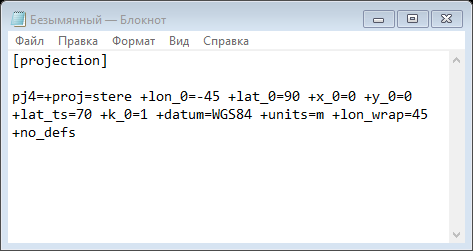 Безымянный — Блокнот
Файл Правка Формат Вид Справка
[projection]
pj4=+proj=stere +lon_0=-45 +lat_0=90 +x_0=0 +y_0=0
+lat_ts=70 +k_0=1 +datum=WGS84 +units=m +lon_wrap=45
+no_defs